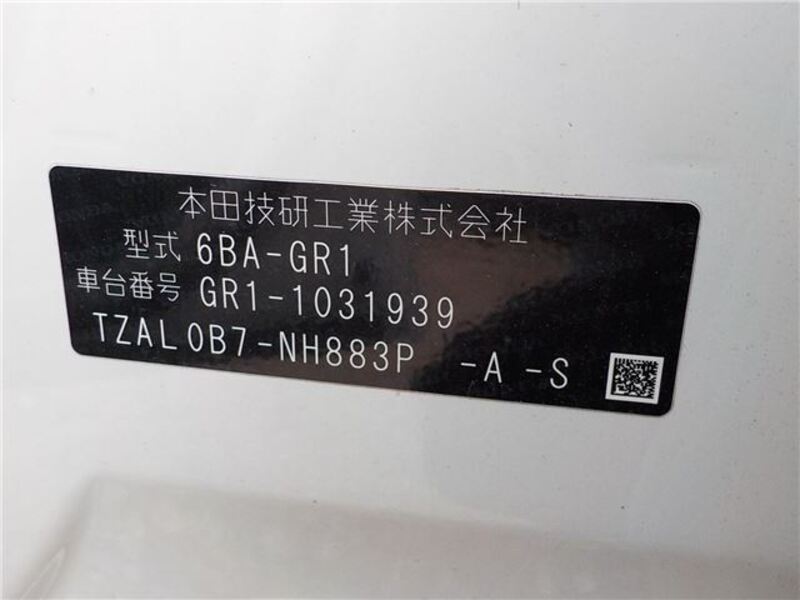 本田技研工業株式会社
型式 6BA-GR1
車台番号 GR1-1031939
TZAL0B7-NH883P -A -S